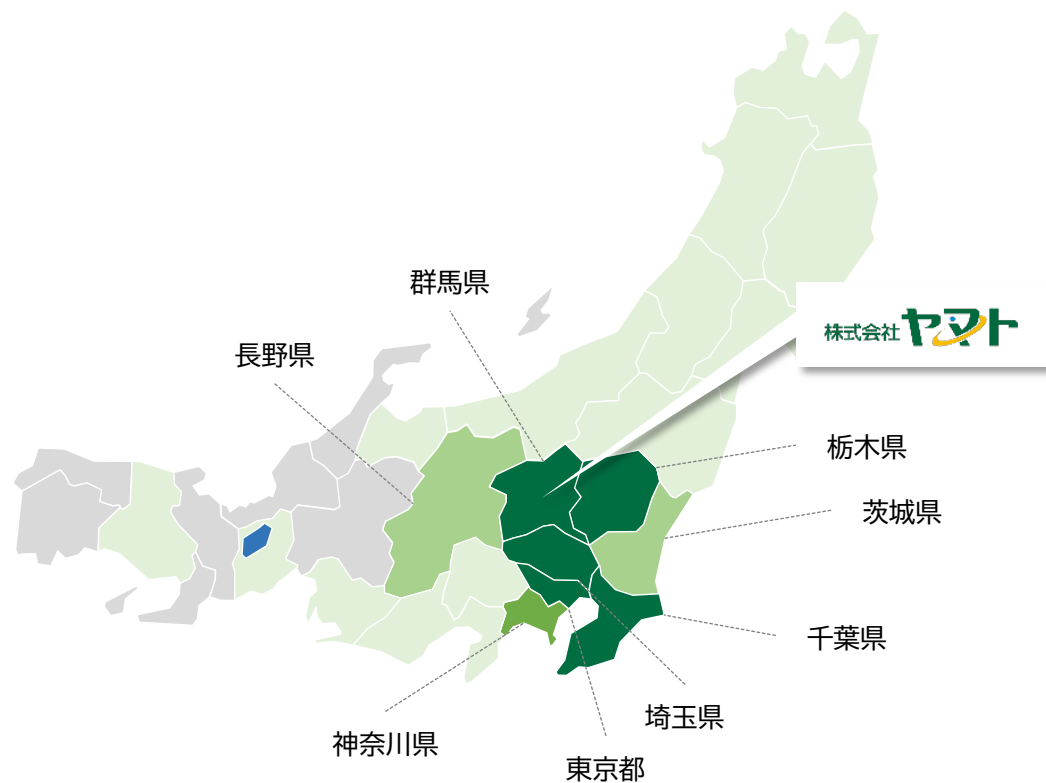 群馬県
株式会社ヤマト
長野県
栃木県
茨城県
千葉県
埼玉県
神奈川県
東京都